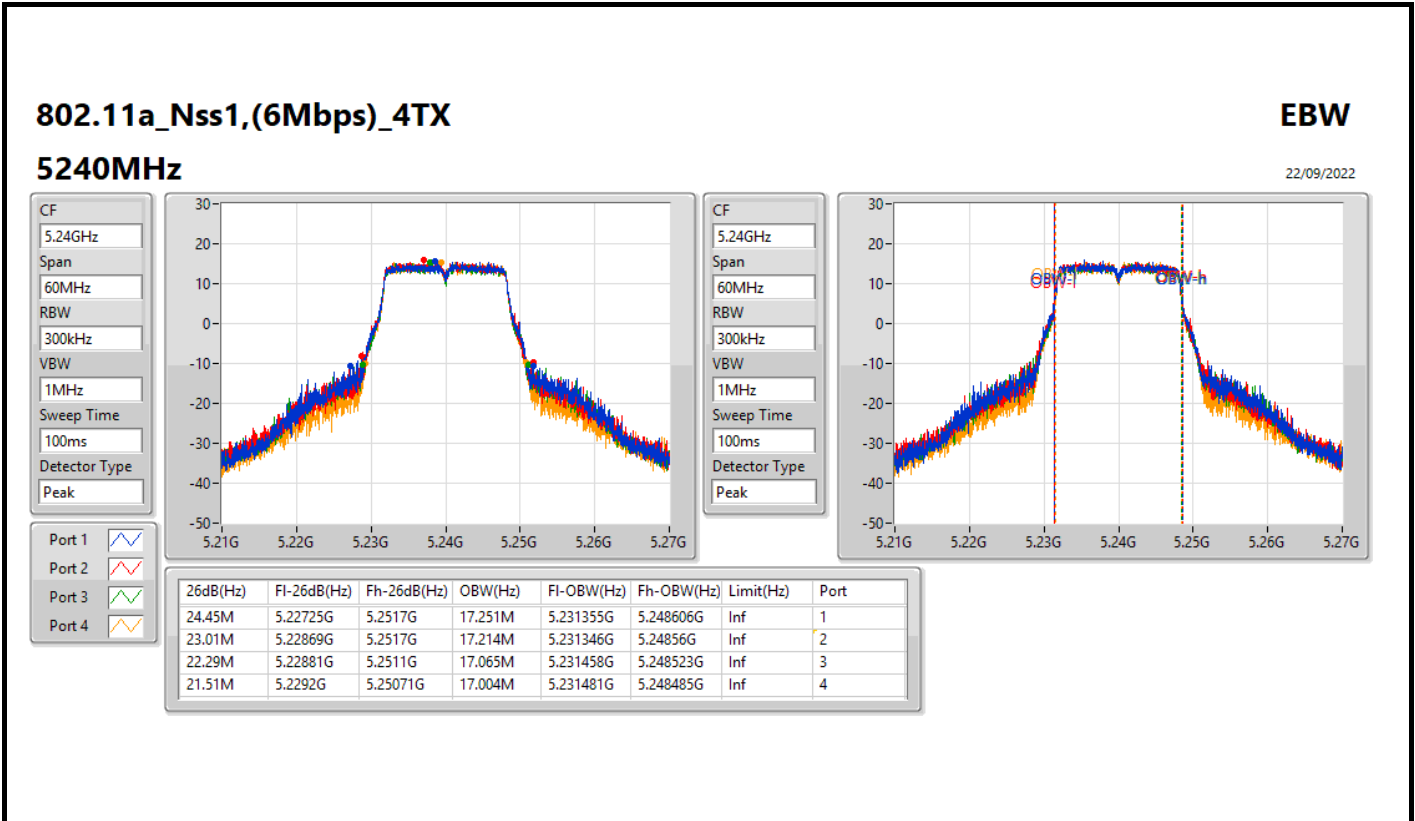 802.11a_Nss1,(6Mbps)_4TX
EBW
5240MHz
22/09/2022
CF
5.24GHz
Span
60MHz
RBW
300kHz
VBW
1MHz
Sweep Time
100ms
Detector Type
Peak
30
20
10
0
-10
-20
-30
-40
-50
5.21G 5.22G 5.23G 5.24G 5.25G 5.26G 5.27G
CF
5.24GHz
Span
60MHz
RBW
300kHz
VBW
1MHz
Sweep Time
100ms
Detector Type
Peak
30
20
10
0
-10
-20
-30
-40
-50
OBW-l OBW-h
5.21G 5.22G 5.23G 5.24G 5.25G 5.26G 5.27G
Port 1
Port 2
Port 3
Port 4
26dB(Hz) Fl-26dB(Hz) Fh-26dB(Hz) OBW(Hz) Fl-OBW(Hz) Fh-OBW(Hz) Limit(Hz) Port
24.45M 5.22725G 5.2517G 17.251M 5.231355G 5.248606G Inf 1
23.01M 5.22869G 5.2517G 17.214M 5.231346G 5.24856G Inf 2
22.29M 5.22881G 5.2511G 17.065M 5.231458G 5.248523G Inf 3
21.51M 5.2292G 5.25071G 17.004M 5.231481G 5.248485G Inf 4